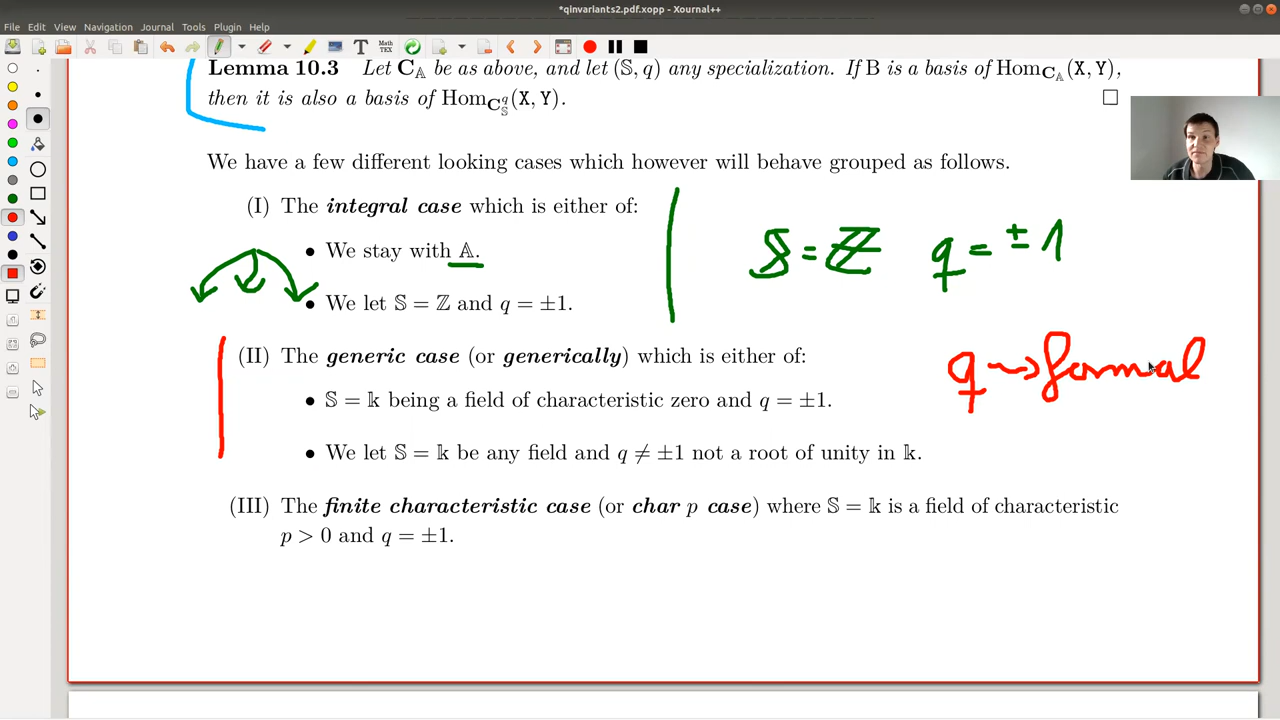 *qinvariants2.pdf.xopp - Xournal++
File Edit View Navigation Journal Tools Plugin Help
T Math TEX
Lemma 10.3 Let C_𝔸 be as above, and let (𝕊, q) any specialization. If B is a basis of Hom_{C_𝔸}(X, Y),
then it is also a basis of Hom_{C_𝕊^q}(X, Y). □
We have a few different looking cases which however will behave grouped as follows.
(I) The integral case which is either of:
• We stay with 𝔸.
𝕊 = ℤ q = ±1
• We let 𝕊 = ℤ and q = ±1.
(II) The generic case (or generically) which is either of:
q ⇝ formal
• 𝕊 = 𝕜 being a field of characteristic zero and q = ±1.
• We let 𝕊 = 𝕜 be any field and q ≠ ±1 not a root of unity in 𝕜.
(III) The finite characteristic case (or char p case) where 𝕊 = 𝕜 is a field of characteristic
p > 0 and q = ±1.